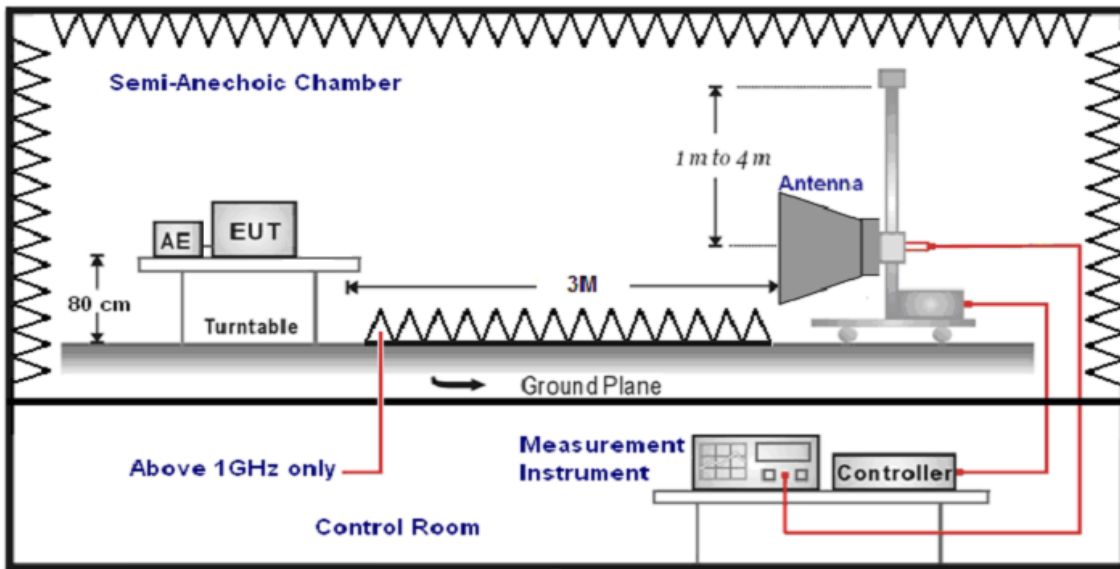 Semi-Anechoic Chamber
1 m to 4 m
Antenna
AE
EUT
80 cm
3M
Turntable
Ground Plane
Above 1GHz only
Measurement
Instrument
Controller
Control Room